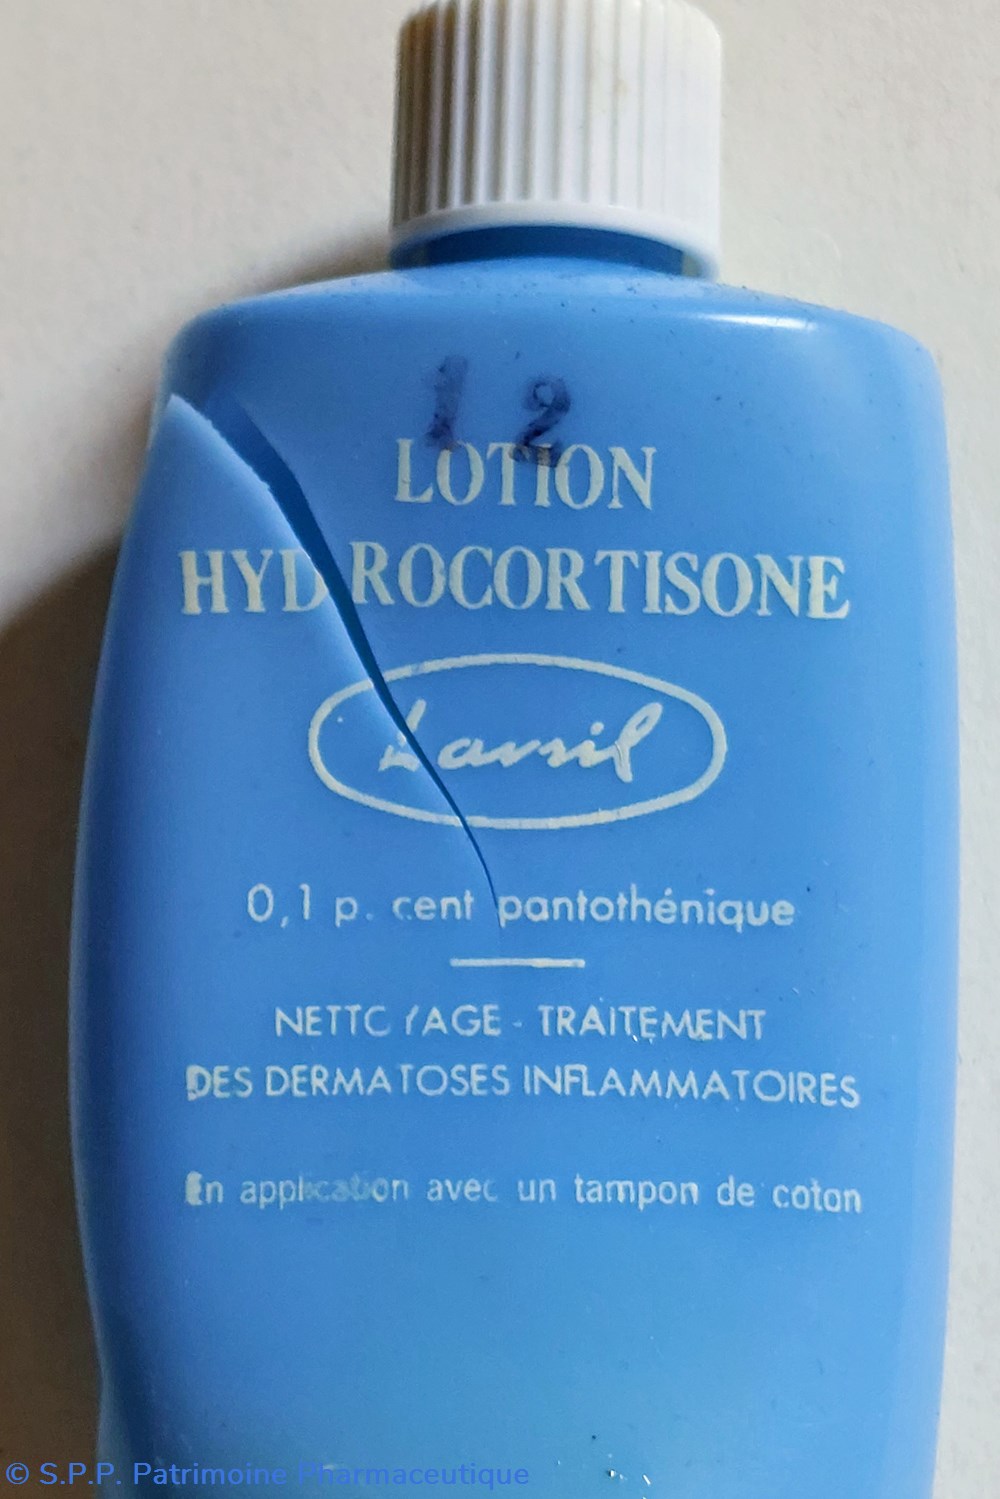 12
LOTION
HYDROCORTISONE
Davril
0,1 p. cent pantothénique
NETTOYAGE - TRAITEMENT
DES DERMATOSES INFLAMMATOIRES
En application avec un tampon de coton
© S.P.P. Patrimoine Pharmaceutique